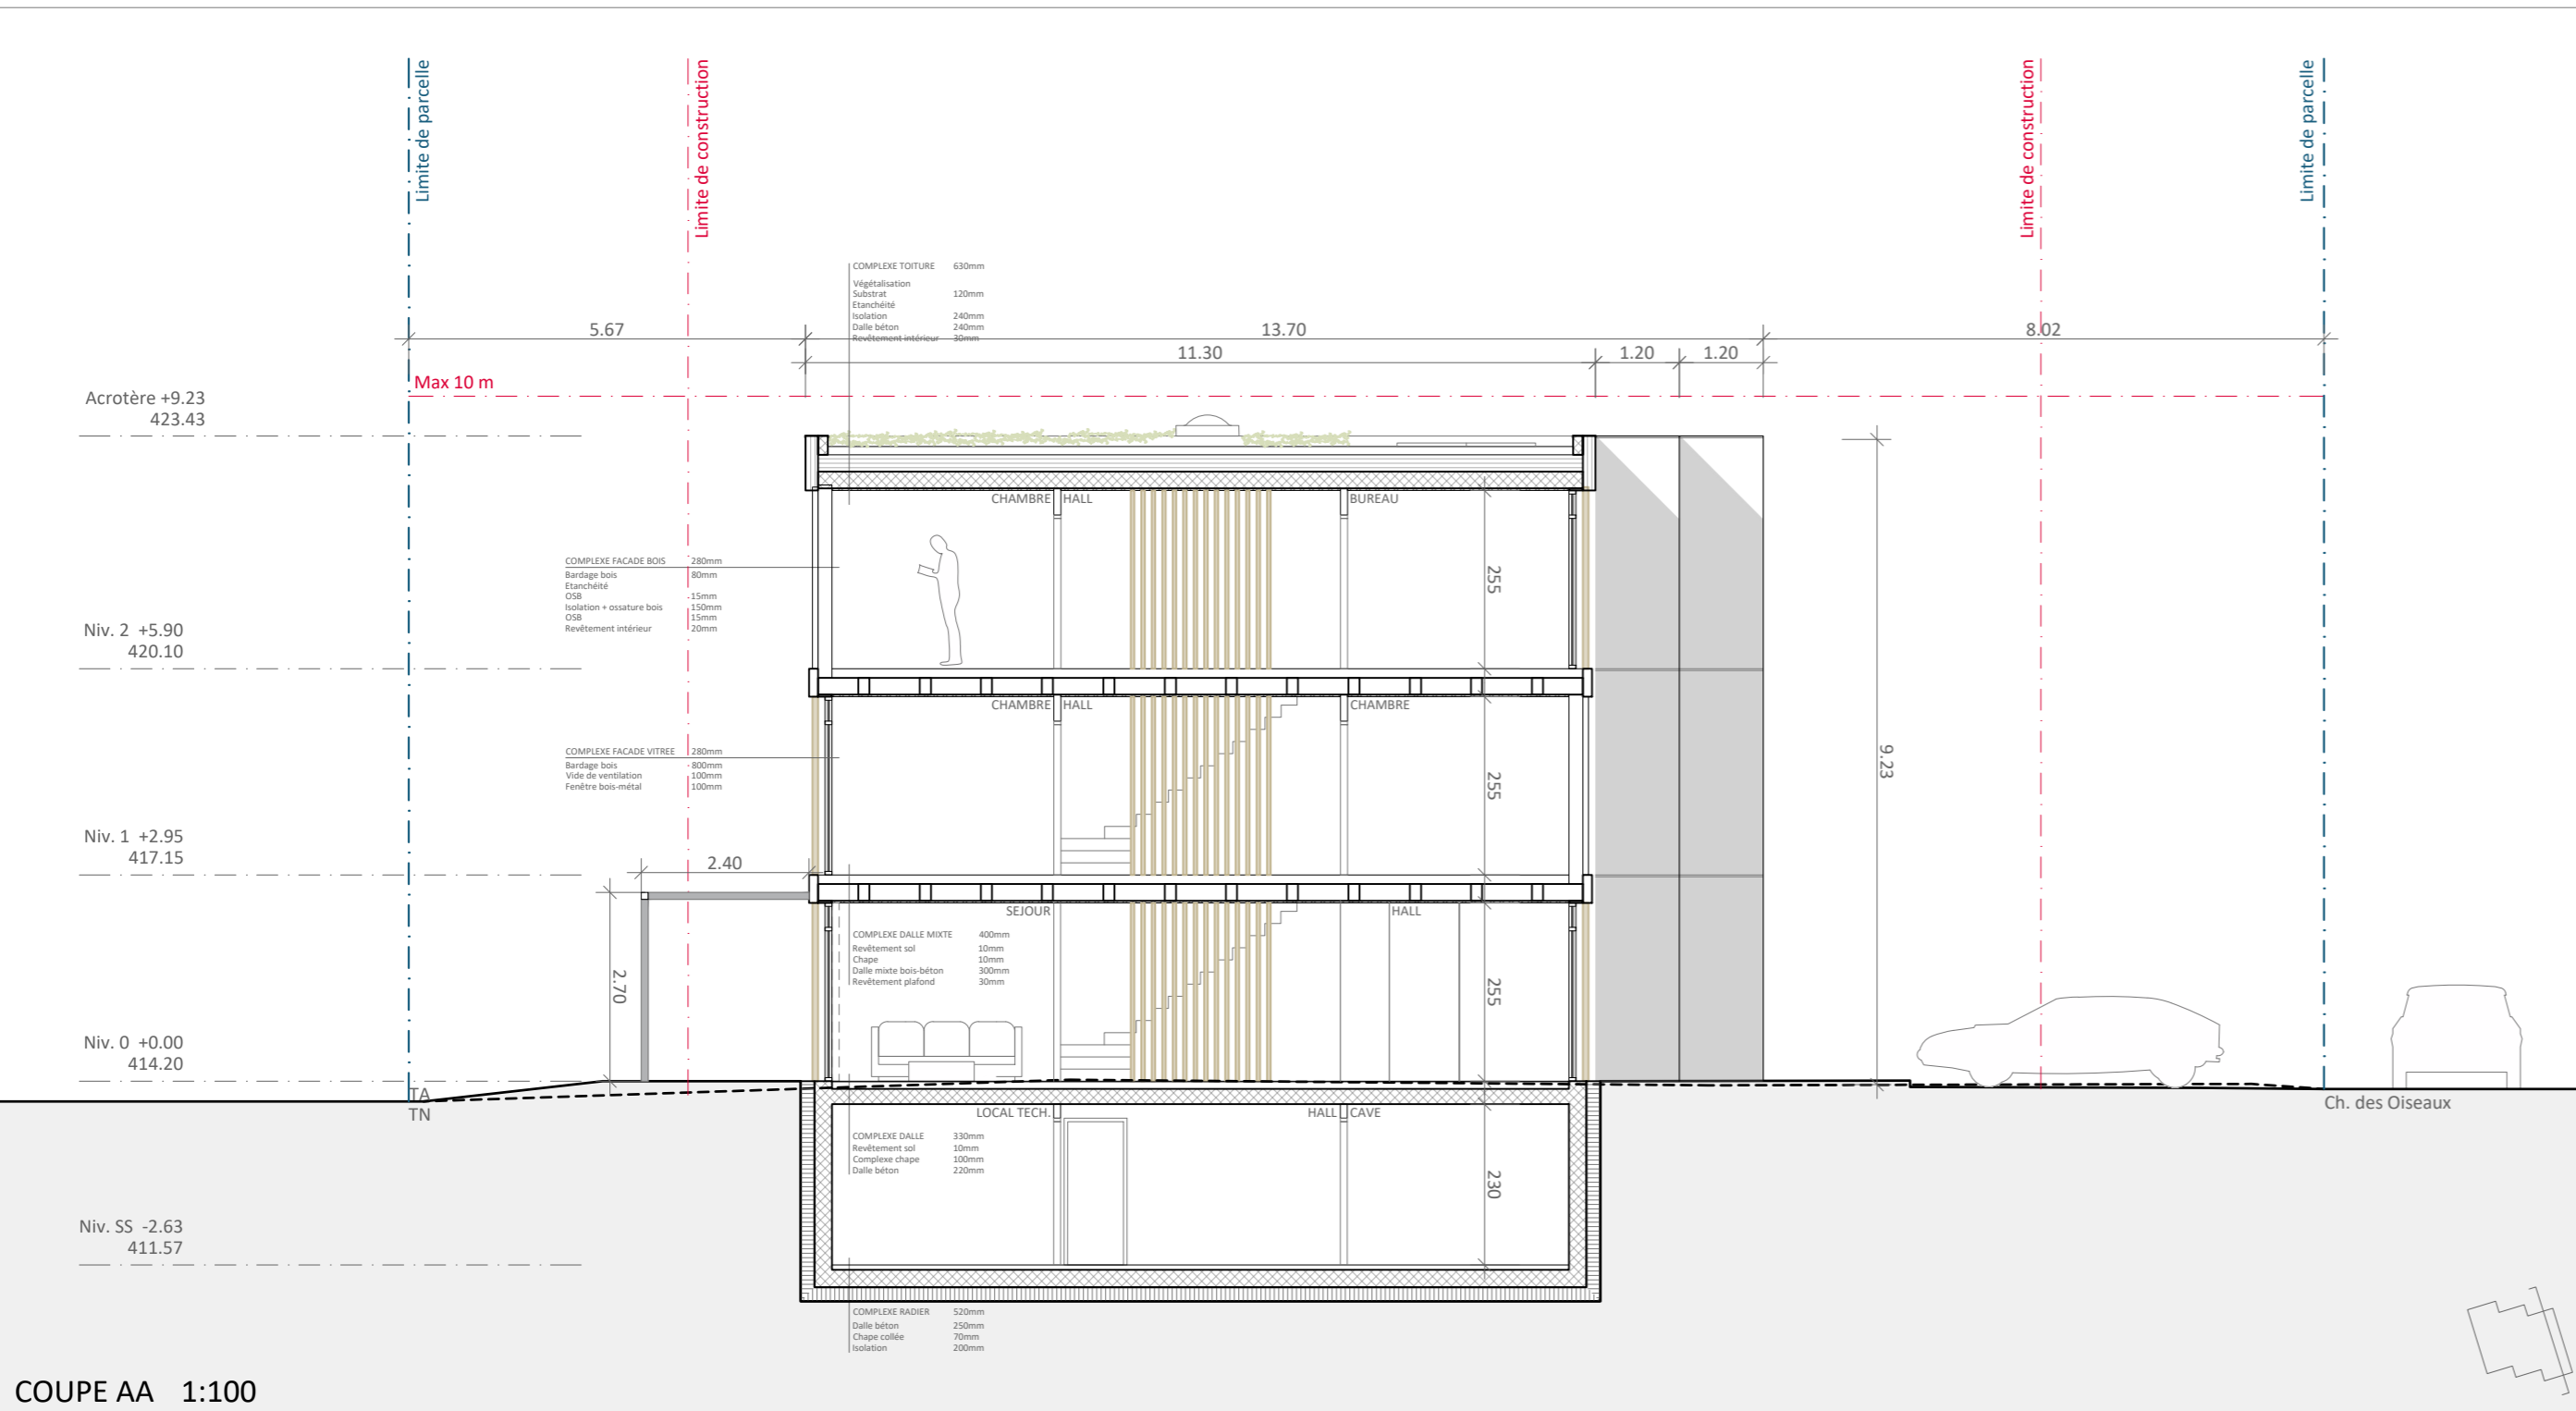 Limite de parcelle
Limite de construction
Limite de construction
Limite de parcelle
COMPLEXE TOITURE 630mm
Végétalisation
Substrat 120mm
Etanchéité
Isolation 240mm
Dalle béton 240mm
Revêtement intérieur 30mm
5.67 13.70 8.02
11.30 1.20 1.20
Max 10 m
Acrotère +9.23
423.43
CHAMBRE HALL BUREAU
255
COMPLEXE FACADE BOIS 280mm
Bardage bois 80mm
Etanchéité
OSB 15mm
Isolation + ossature bois 150mm
OSB 15mm
Revêtement intérieur 20mm
Niv. 2 +5.90
420.10
CHAMBRE HALL CHAMBRE
255
9.23
COMPLEXE FACADE VITREE 280mm
Bardage bois 800mm
Vide de ventilation 100mm
Fenêtre bois-métal 100mm
Niv. 1 +2.95
417.15
2.40
SEJOUR HALL
COMPLEXE DALLE MIXTE 400mm
Revêtement sol 10mm
Chape 10mm
Dalle mixte bois-béton 300mm
Revêtement plafond 30mm
2.70
255
Niv. 0 +0.00
414.20
TA
TN
Ch. des Oiseaux
LOCAL TECH. HALL CAVE
COMPLEXE DALLE 330mm
Revêtement sol 10mm
Complexe chape 100mm
Dalle béton 220mm
230
Niv. SS -2.63
411.57
COMPLEXE RADIER 520mm
Dalle béton 250mm
Chape collée 70mm
Isolation 200mm
COUPE AA 1:100